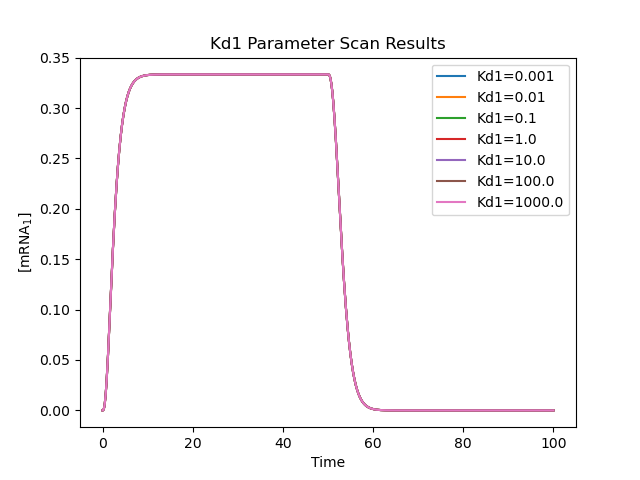 Kd1 Parameter Scan Results
0.35
0.30
0.25
0.20
0.15
0.10
0.05
0.00
[mRNA₁]
Kd1=0.001
Kd1=0.01
Kd1=0.1
Kd1=1.0
Kd1=10.0
Kd1=100.0
Kd1=1000.0
0 20 40 60 80 100
Time